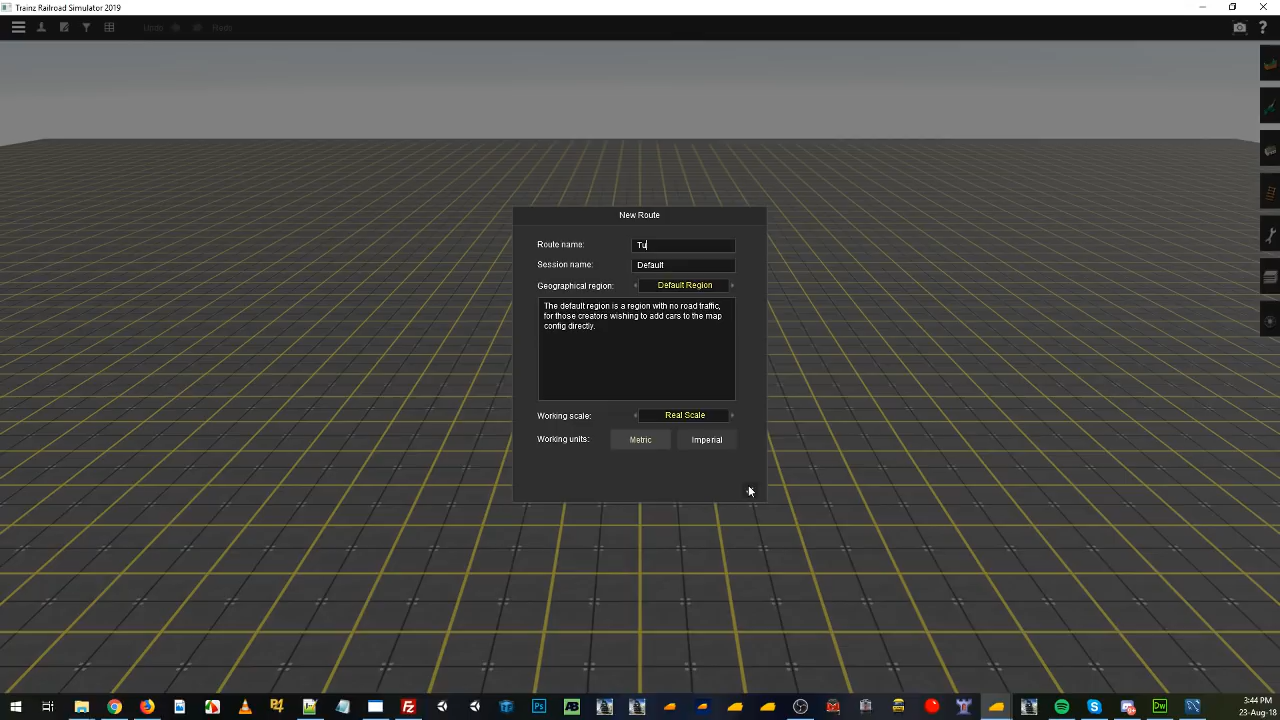 Trainz Railroad Simulator 2019
Undo Redo
New Route
Route name: Tu
Session name: Default
Geographical region: Default Region
The default region is a region with no road traffic,
for those creators wishing to add cars to the map
config directly.
Working scale: Real Scale
Working units: Metric Imperial
3:44 PM
23-Aug-18